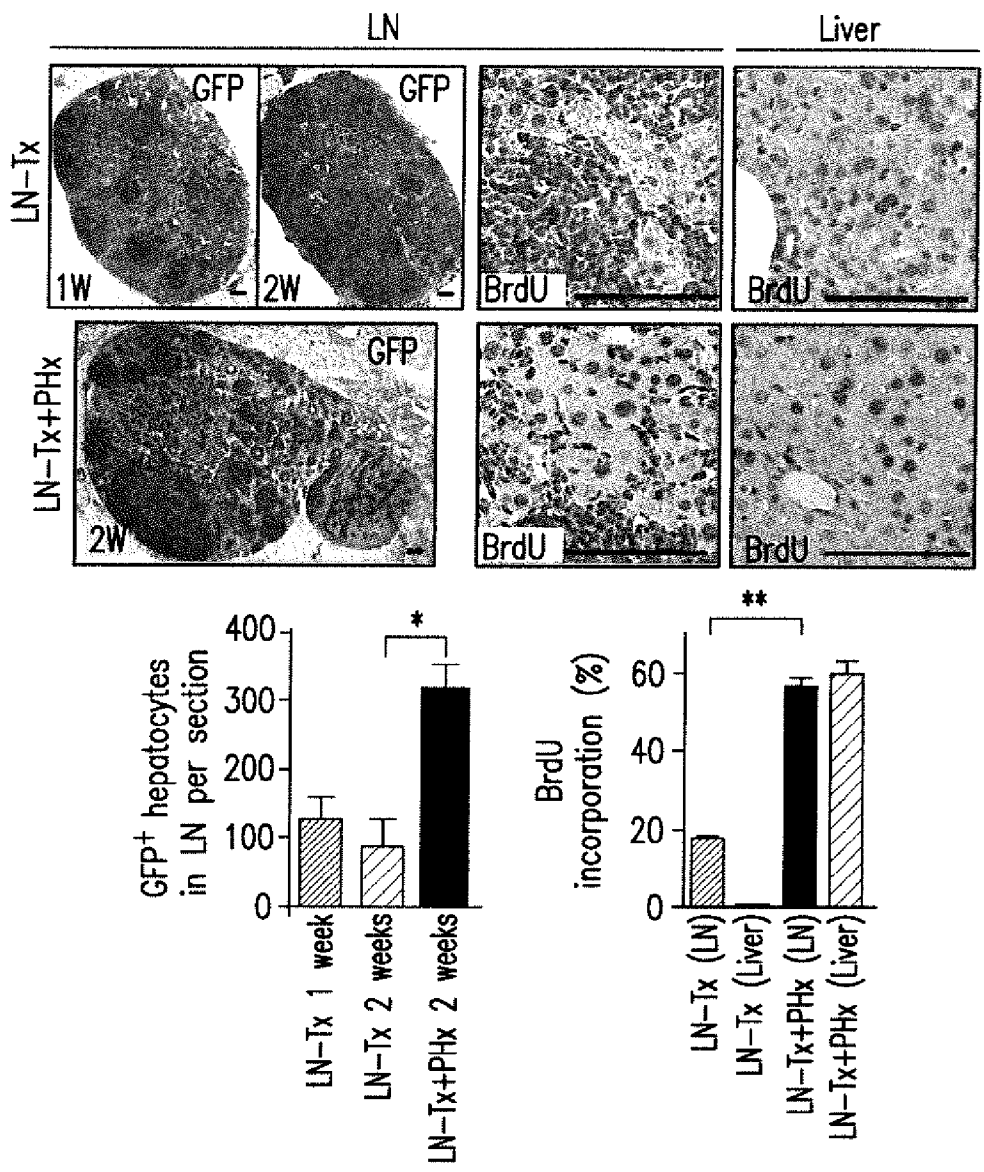 LN
Liver
LN-Tx
GFP
1W
GFP
2W
BrdU
BrdU
LN-Tx+PHx
GFP
2W
BrdU
BrdU
GFP+ hepatocytes
in LN per section
400
300
200
100
0
*
LN-Tx 1 week
LN-Tx 2 weeks
LN-Tx+PHx 2 weeks
BrdU
incorporation (%)
60
40
20
0
**
LN-Tx (LN)
LN-Tx (Liver)
LN-Tx+PHx (LN)
LN-Tx+PHx (Liver)